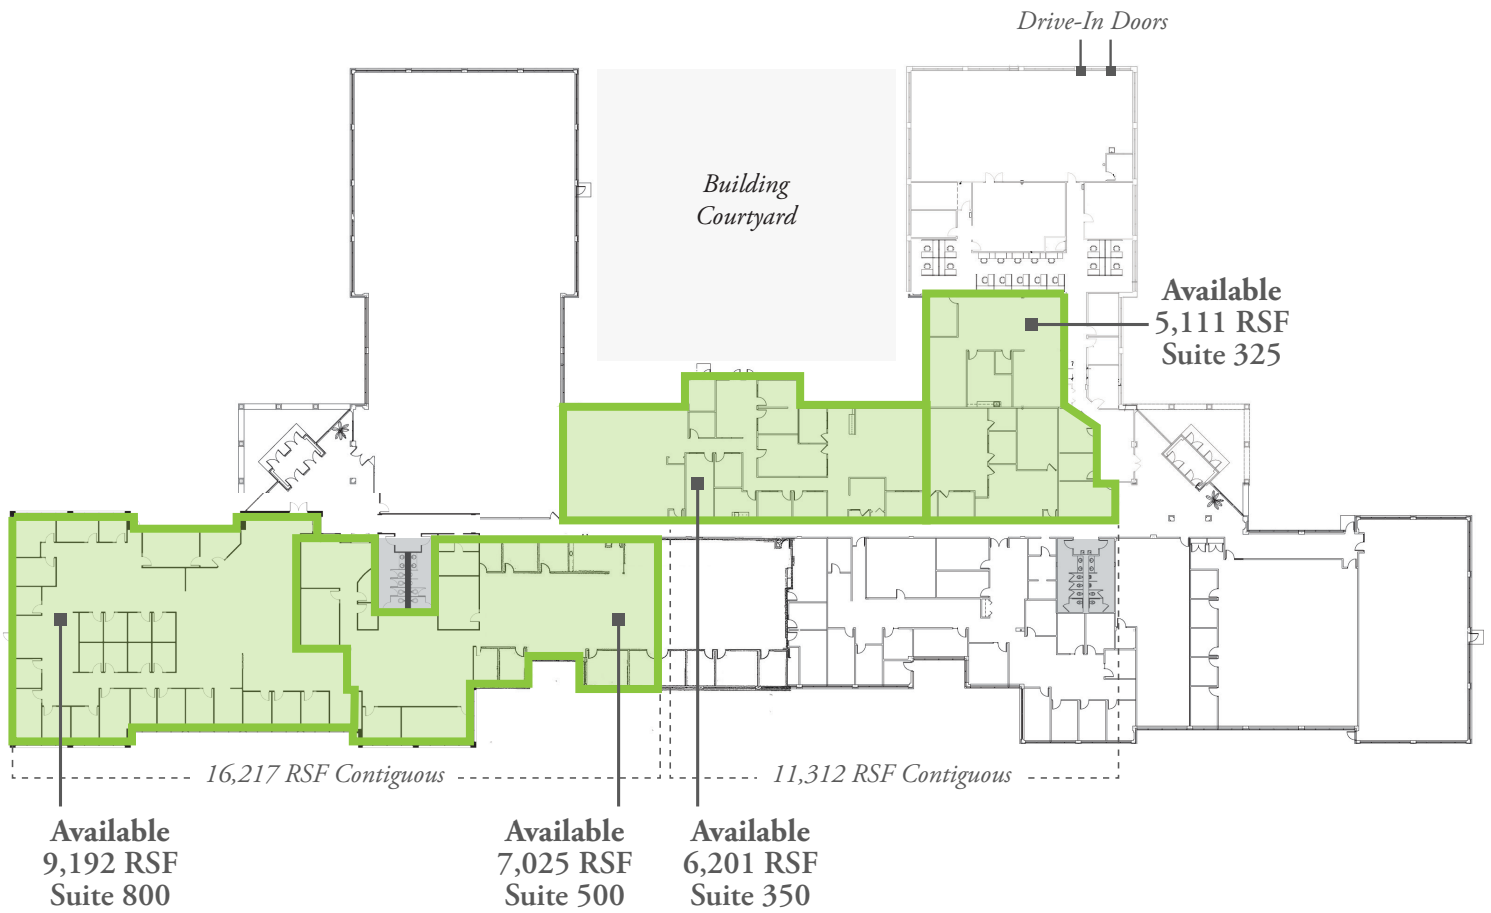 Drive-In Doors
Building
Courtyard
Available
5,111 RSF
Suite 325
16,217 RSF Contiguous
11,312 RSF Contiguous
Available
9,192 RSF
Suite 800
Available
7,025 RSF
Suite 500
Available
6,201 RSF
Suite 350